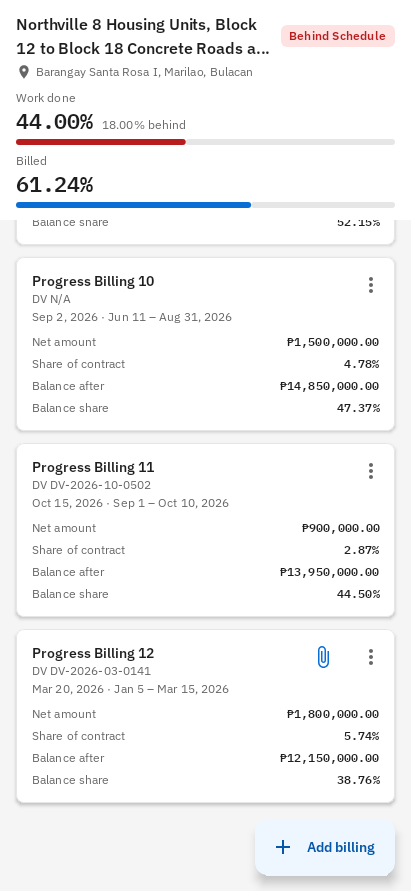 Northville 8 Housing Units, Block
12 to Block 18 Concrete Roads a...
Behind Schedule
Barangay Santa Rosa I, Marilao, Bulacan
Work done
44.00% 18.00% behind
Billed
61.24%
Balance share 52.15%
Progress Billing 10
DV N/A
Sep 2, 2026 · Jun 11 – Aug 31, 2026
Net amount ₱1,500,000.00
Share of contract 4.78%
Balance after ₱14,850,000.00
Balance share 47.37%
Progress Billing 11
DV DV-2026-10-0502
Oct 15, 2026 · Sep 1 – Oct 10, 2026
Net amount ₱900,000.00
Share of contract 2.87%
Balance after ₱13,950,000.00
Balance share 44.50%
Progress Billing 12
DV DV-2026-03-0141
Mar 20, 2026 · Jan 5 – Mar 15, 2026
Net amount ₱1,800,000.00
Share of contract 5.74%
Balance after ₱12,150,000.00
Balance share 38.76%
Add billing